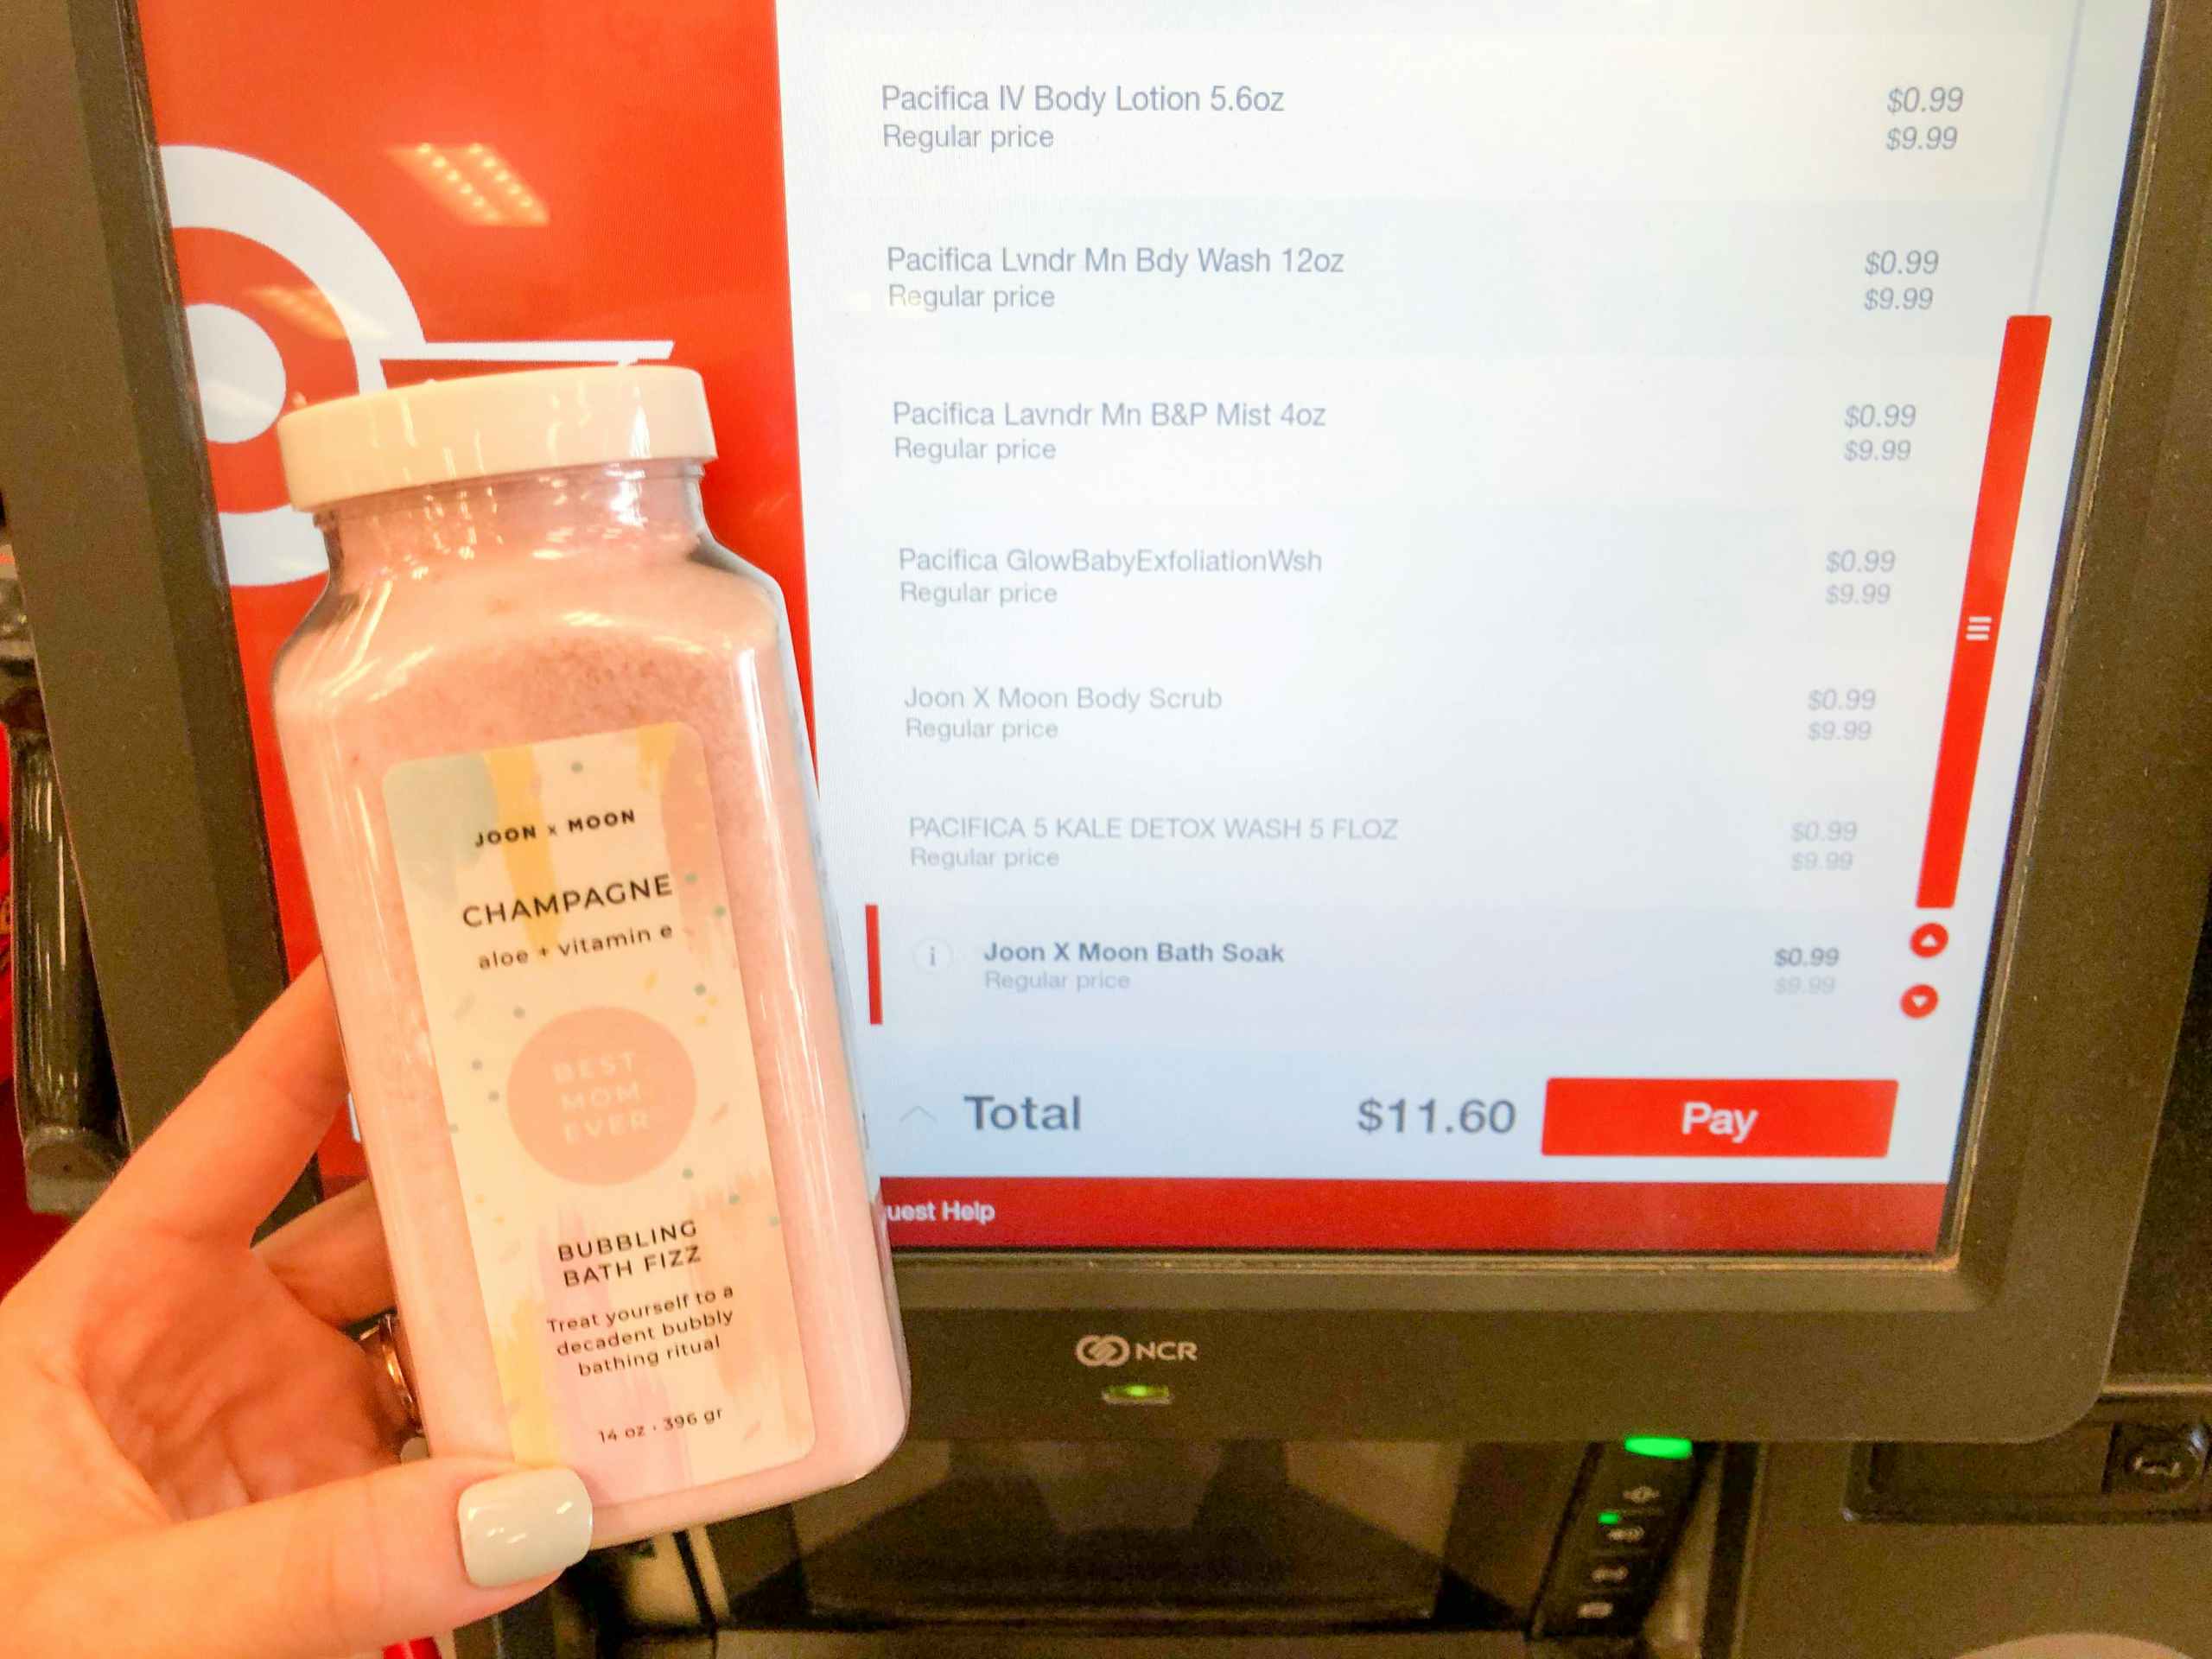 Pacifica IV Body Lotion 5.6oz $0.99
Regular price $9.99
Pacifica Lvndr Mn Bdy Wash 12oz $0.99
Regular price $9.99
Pacifica Lavndr Mn B&P Mist 4oz $0.99
Regular price $9.99
Pacifica GlowBabyExfoliationWsh $0.99
Regular price $9.99
Joon X Moon Body Scrub $0.99
Regular price $9.99
PACIFICA 5 KALE DETOX WASH 5 FLOZ $0.99
Regular price $9.99
i Joon X Moon Bath Soak $0.99
Regular price $9.99
Total $11.60 Pay
uest Help
NCR
JOON x MOON
CHAMPAGNE
aloe + vitamin e
BEST
MOM
EVER
BUBBLING
BATH FIZZ
Treat yourself to a
decadent bubbly
bathing ritual
14 oz · 396 gr